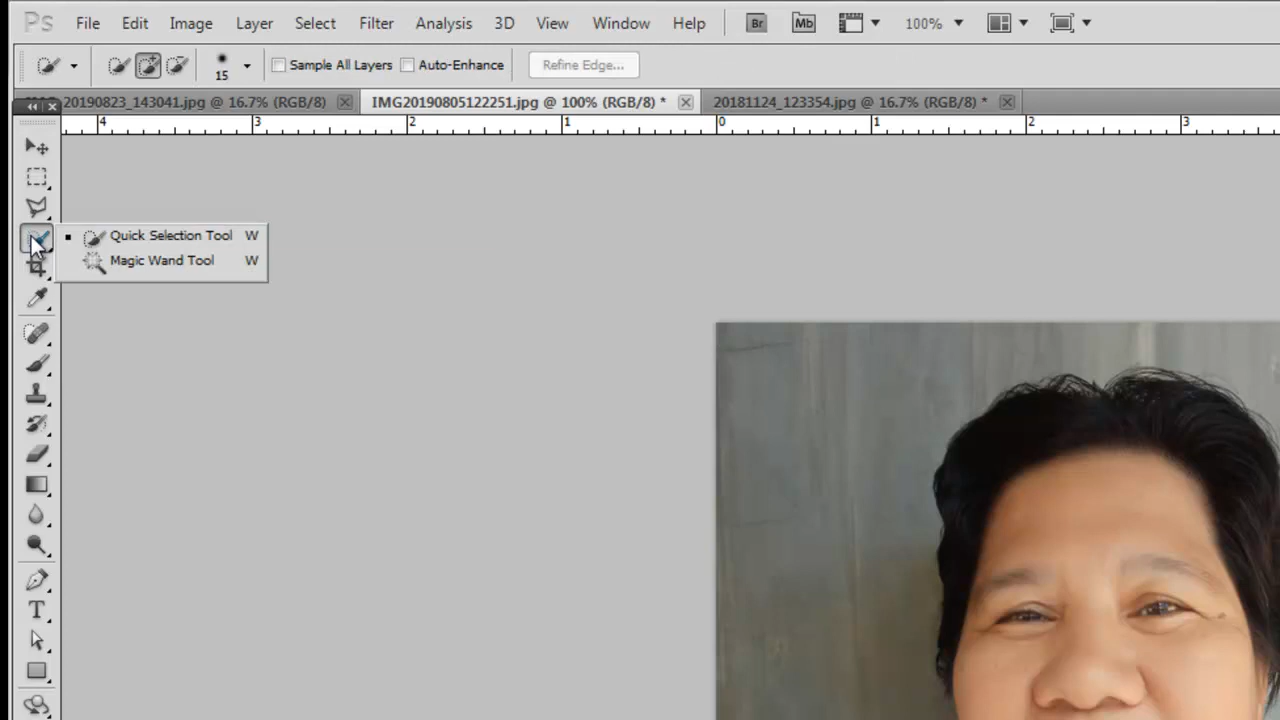 Ps File Edit Image Layer Select Filter Analysis 3D View Window Help Br Mb 100%
15 Sample All Layers Auto-Enhance Refine Edge...
20190823_143041.jpg @ 16.7% (RGB/8) IMG20190805122251.jpg @ 100% (RGB/8) * 20181124_123354.jpg @ 16.7% (RGB/8) *
4 3 2 1 0 1 2 3
Quick Selection Tool W
Magic Wand Tool W
T